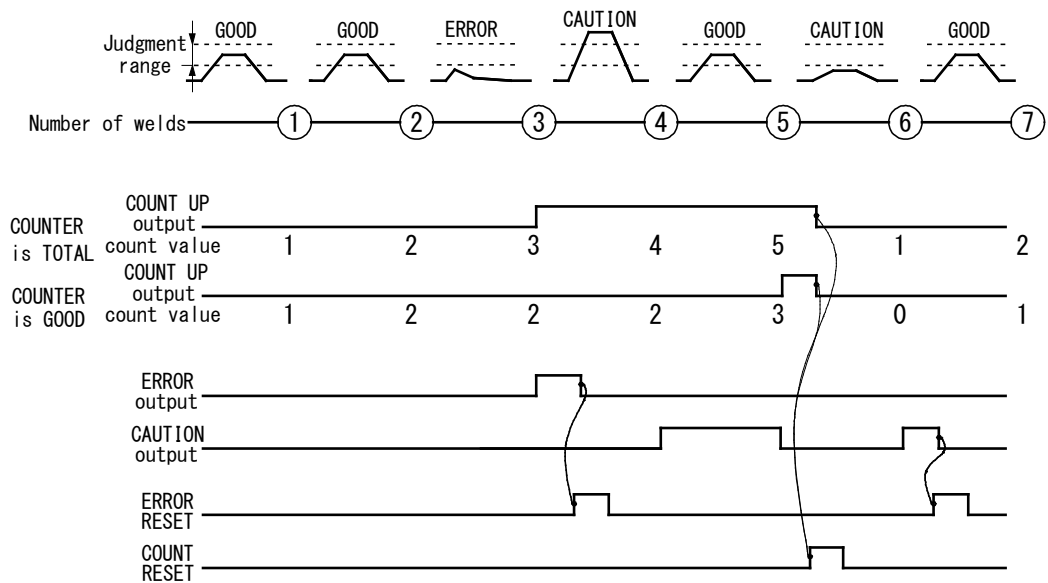 GOOD GOOD ERROR CAUTION GOOD CAUTION GOOD
Judgment
range
Number of welds 1 2 3 4 5 6 7
COUNTER
is TOTAL
COUNT UP
output
count value 1 2 3 4 5 1 2
COUNTER
is GOOD
COUNT UP
output
count value 1 2 2 2 3 0 1
ERROR
output
CAUTION
output
ERROR
RESET
COUNT
RESET